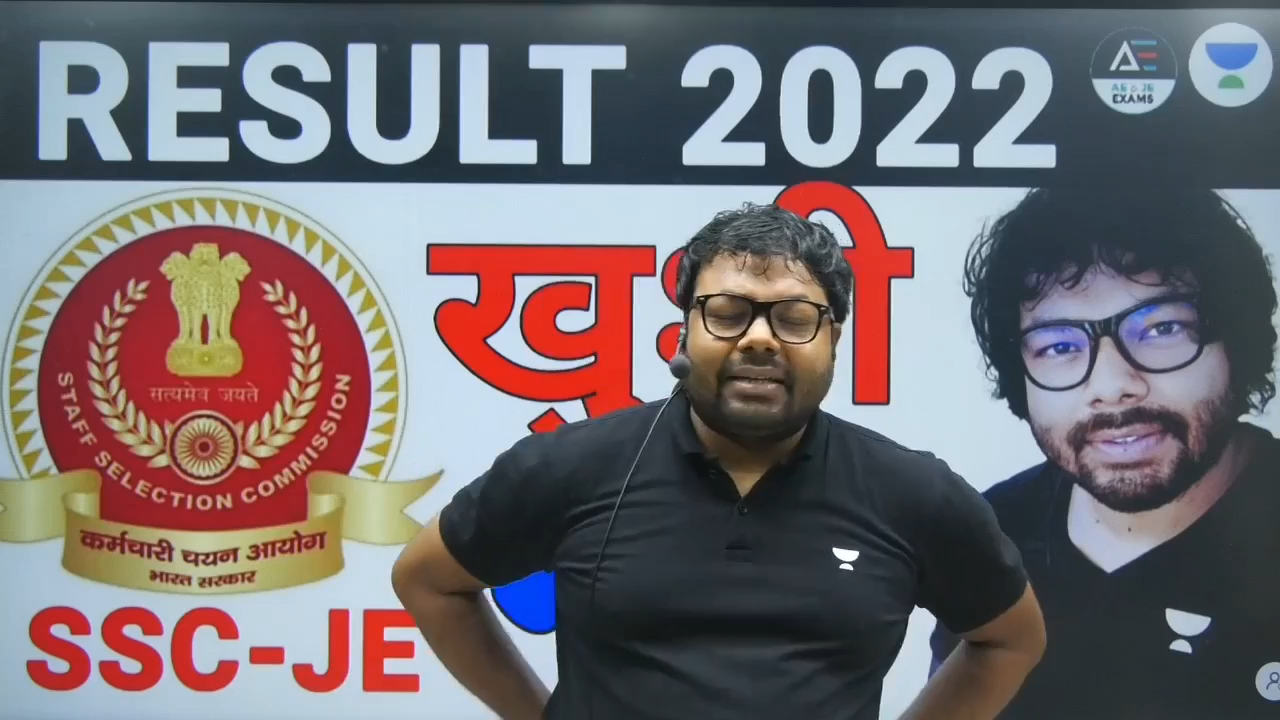 RESULT 2022
AE & JE
EXAMS
सत्यमेव जयते
STAFF SELECTION COMMISSION
कर्मचारी चयन आयोग
भारत सरकार
SSC-JE